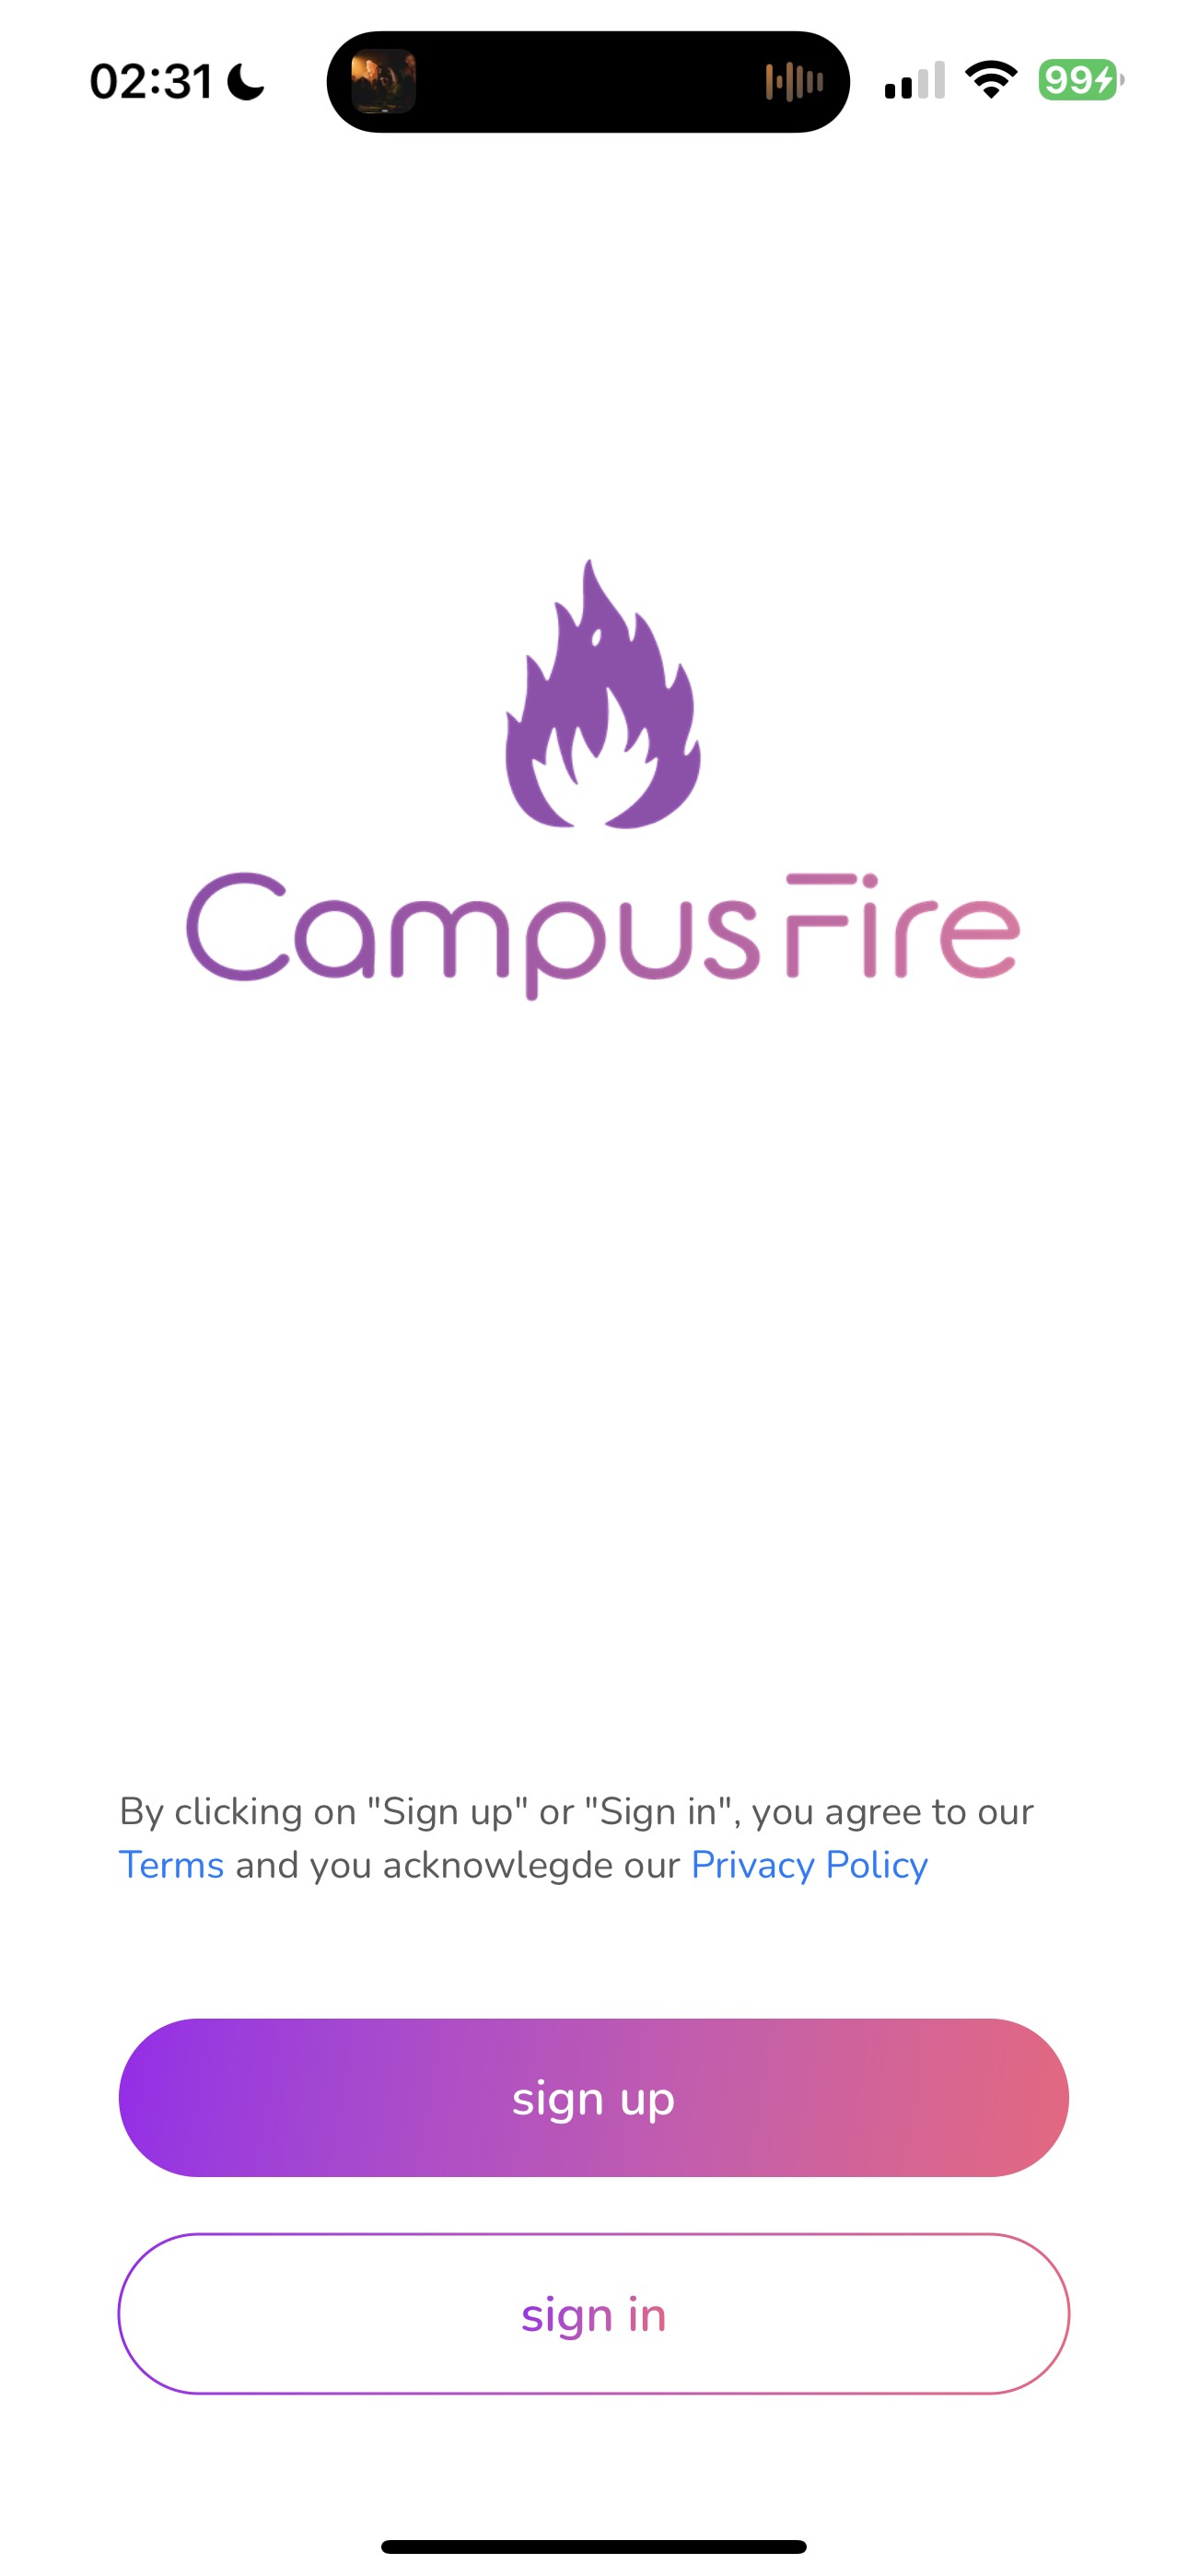 02:31
99
CampusFire
By clicking on "Sign up" or "Sign in", you agree to our
Terms and you acknowlegde our Privacy Policy
sign up
sign in